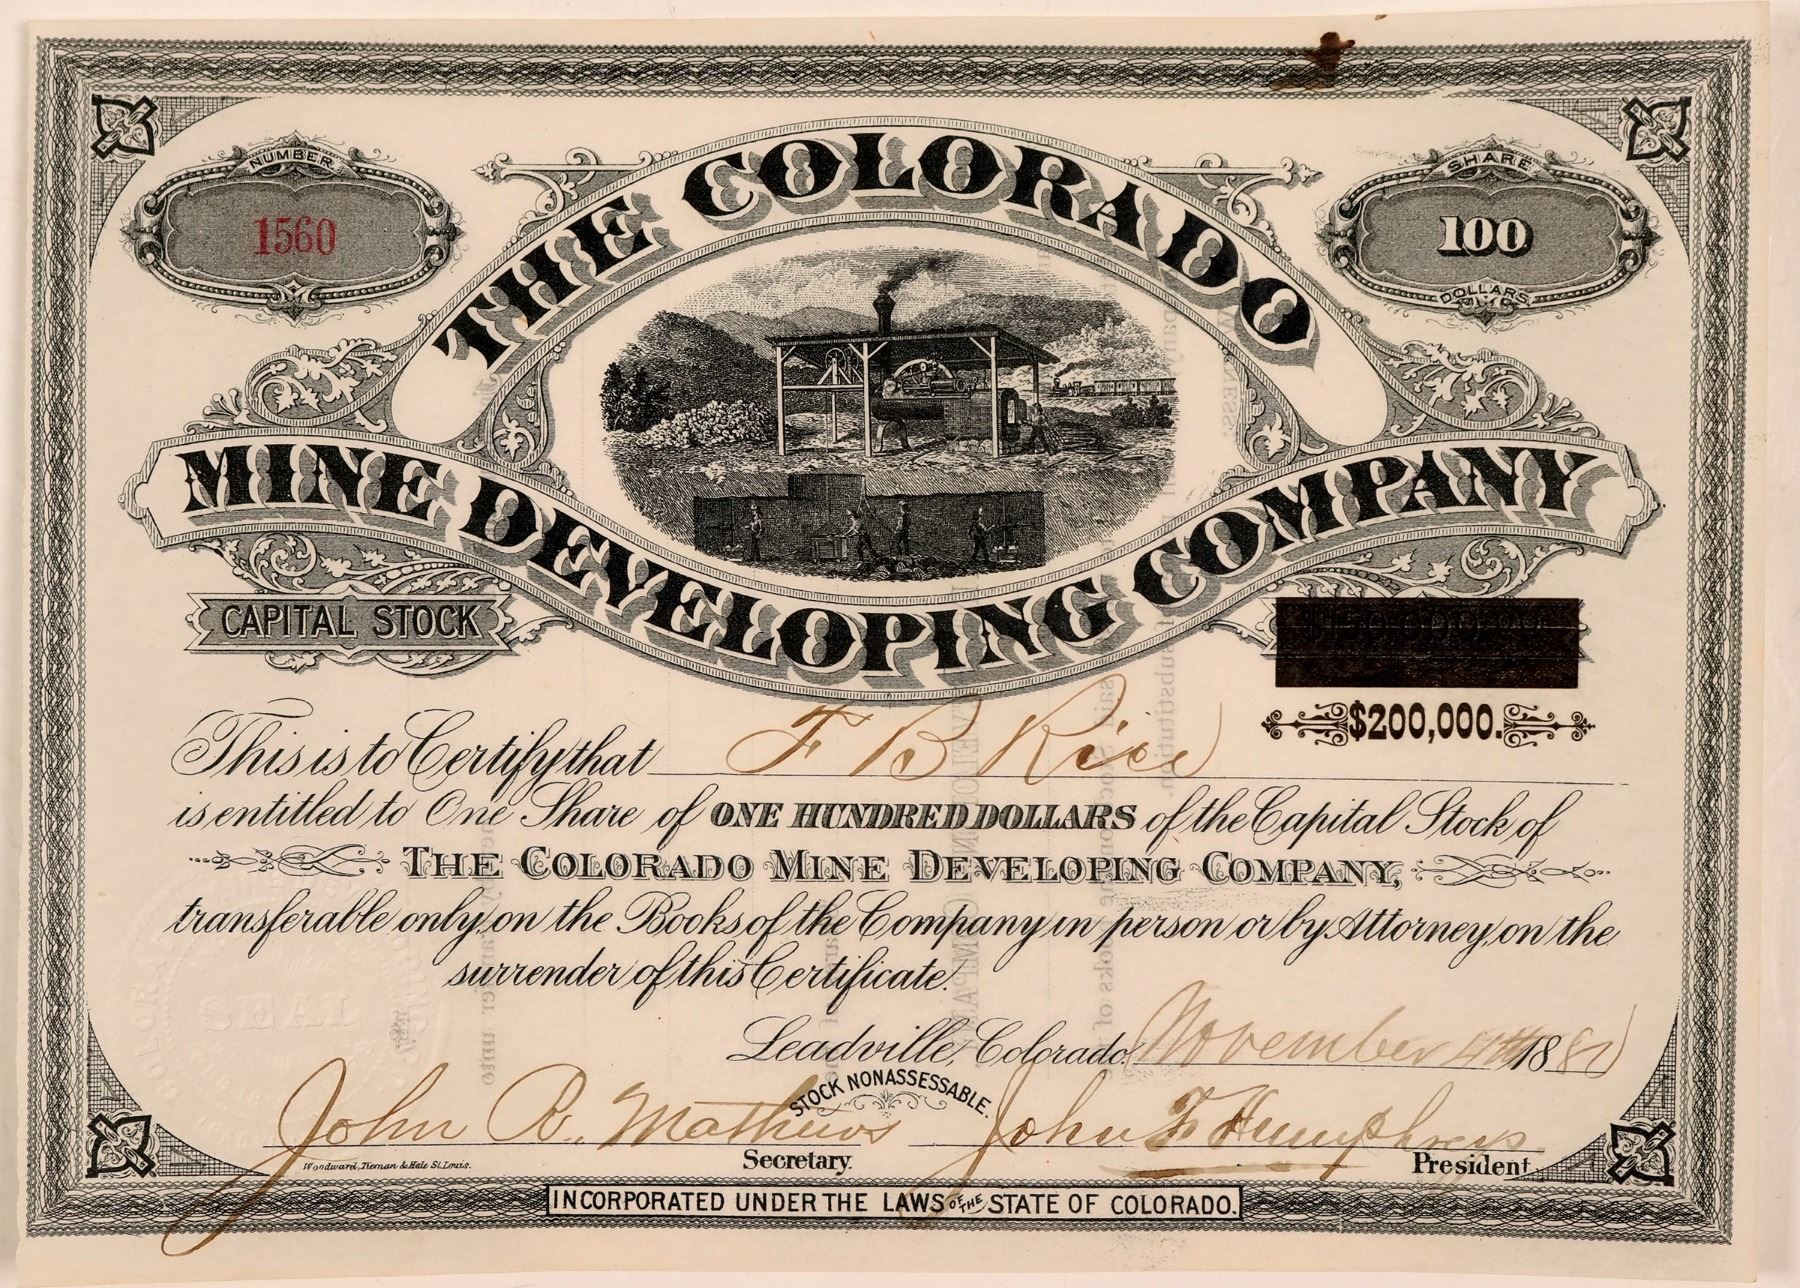 NUMBER
1560
SHARE
100
DOLLARS
THE COLORADO
MINE DEVELOPING COMPANY
CAPITAL STOCK
$200,000.
This is to Certify that F B Rice
is entitled to One Share of ONE HUNDRED DOLLARS of the Capital Stock of
THE COLORADO MINE DEVELOPING COMPANY,
transferable only on the Books of the Company in person or by Attorney, on the
surrender of this Certificate.
Leadville, Colorado, November 4th 188
STOCK NONASSESSABLE.
John R. Mathews John F Humphreys
Woodward, Tiernan & Hale St. Louis.
Secretary. President.
INCORPORATED UNDER THE LAWS OF THE STATE OF COLORADO.